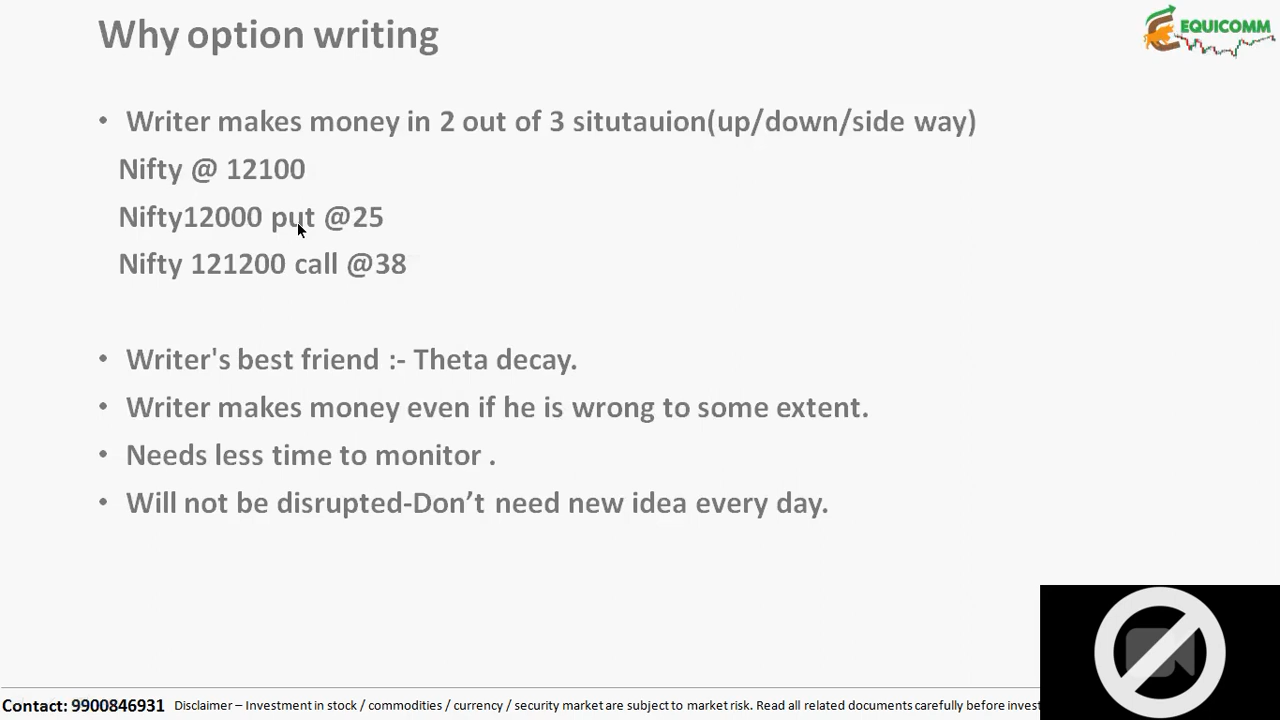 Why option writing
EQUICOMM
• Writer makes money in 2 out of 3 situtauion(up/down/side way)
Nifty @ 12100
Nifty12000 put @25
Nifty 121200 call @38
• Writer's best friend :- Theta decay.
• Writer makes money even if he is wrong to some extent.
• Needs less time to monitor .
• Will not be disrupted-Don’t need new idea every day.
Contact: 9900846931 Disclaimer – Investment in stock / commodities / currency / security market are subject to market risk. Read all related documents carefully before invest